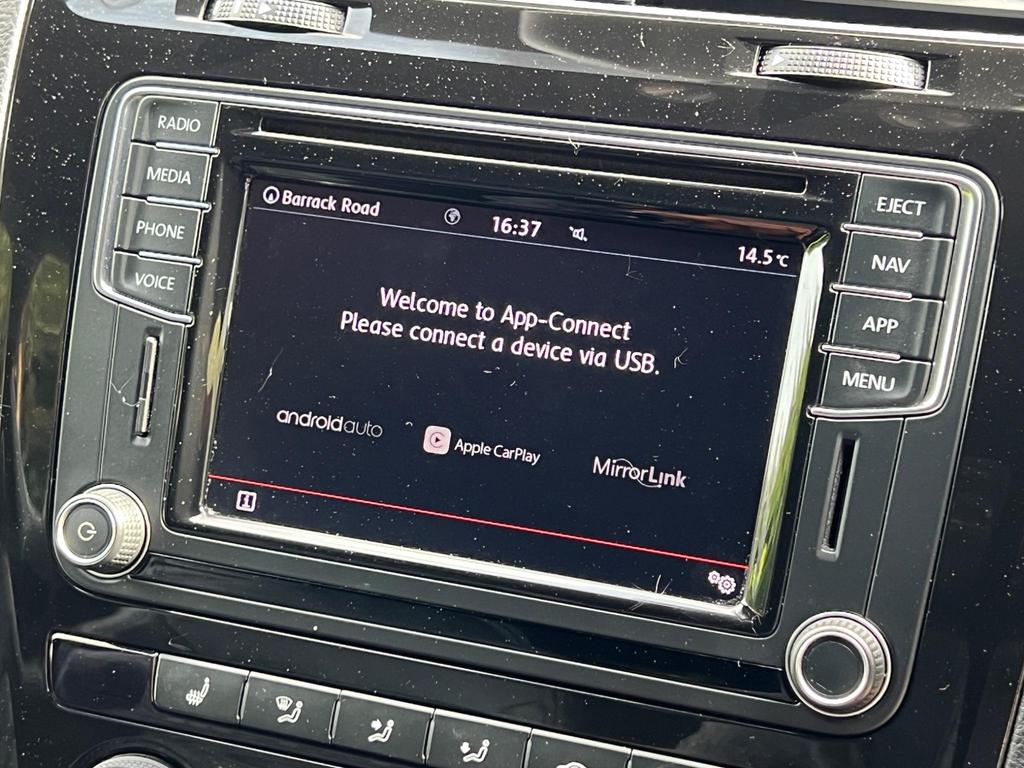 RADIO
MEDIA
PHONE
VOICE
Barrack Road
16:37
14.5°C
Welcome to App-Connect
Please connect a device via USB.
androidauto
Apple CarPlay
MirrorLink
EJECT
NAV
APP
MENU